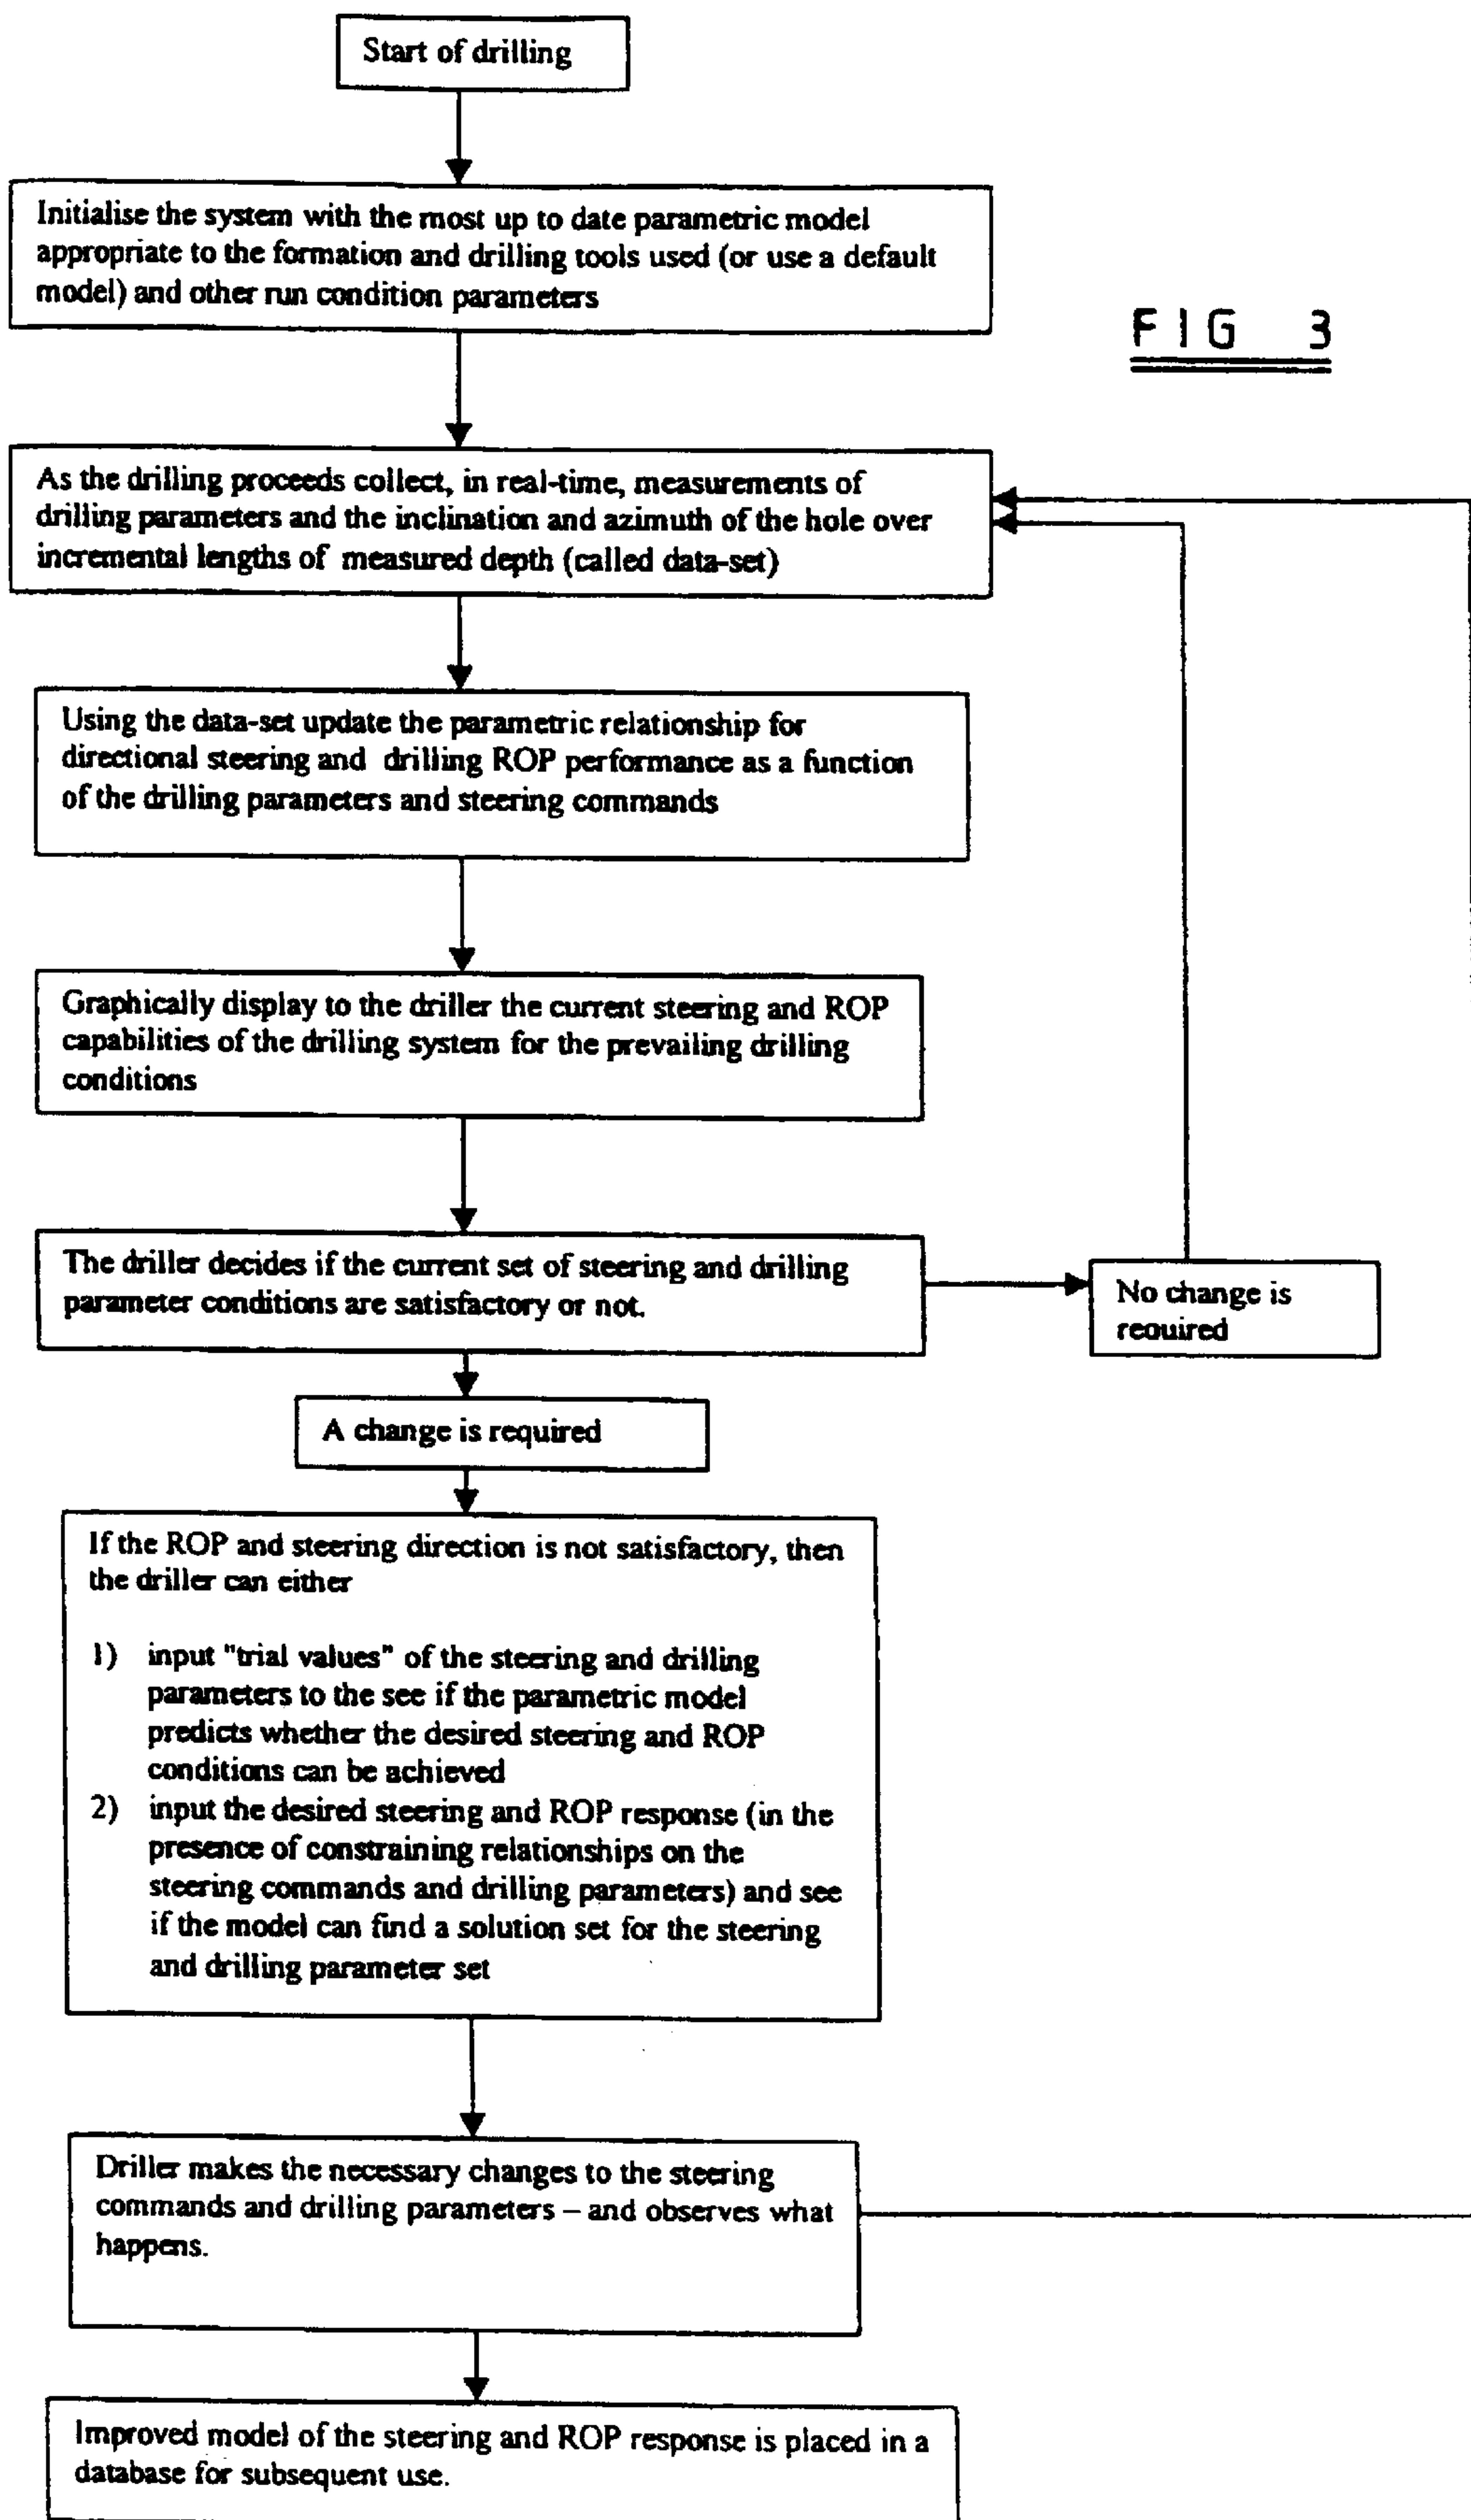 Start of drilling
Initialise the system with the most up to date parametric model
appropriate to the formation and drilling tools used (or use a default
model) and other run condition parameters
FIG 3
As the drilling proceeds collect, in real-time, measurements of
drilling parameters and the inclination and azimuth of the hole over
incremental lengths of measured depth (called data-set)
Using the data-set update the parametric relationship for
directional steering and drilling ROP performance as a function
of the drilling parameters and steering commands
Graphically display to the driller the current steering and ROP
capabilities of the drilling system for the prevailing drilling
conditions
The driller decides if the current set of steering and drilling
parameter conditions are satisfactory or not.
No change is
required
A change is required
If the ROP and steering direction is not satisfactory, then
the driller can either
1) input "trial values" of the steering and drilling
parameters to the see if the parametric model
predicts whether the desired steering and ROP
conditions can be achieved
2) input the desired steering and ROP response (in the
presence of constraining relationships on the
steering commands and drilling parameters) and see
if the model can find a solution set for the steering
and drilling parameter set
Driller makes the necessary changes to the steering
commands and drilling parameters – and observes what
happens.
Improved model of the steering and ROP response is placed in a
database for subsequent use.